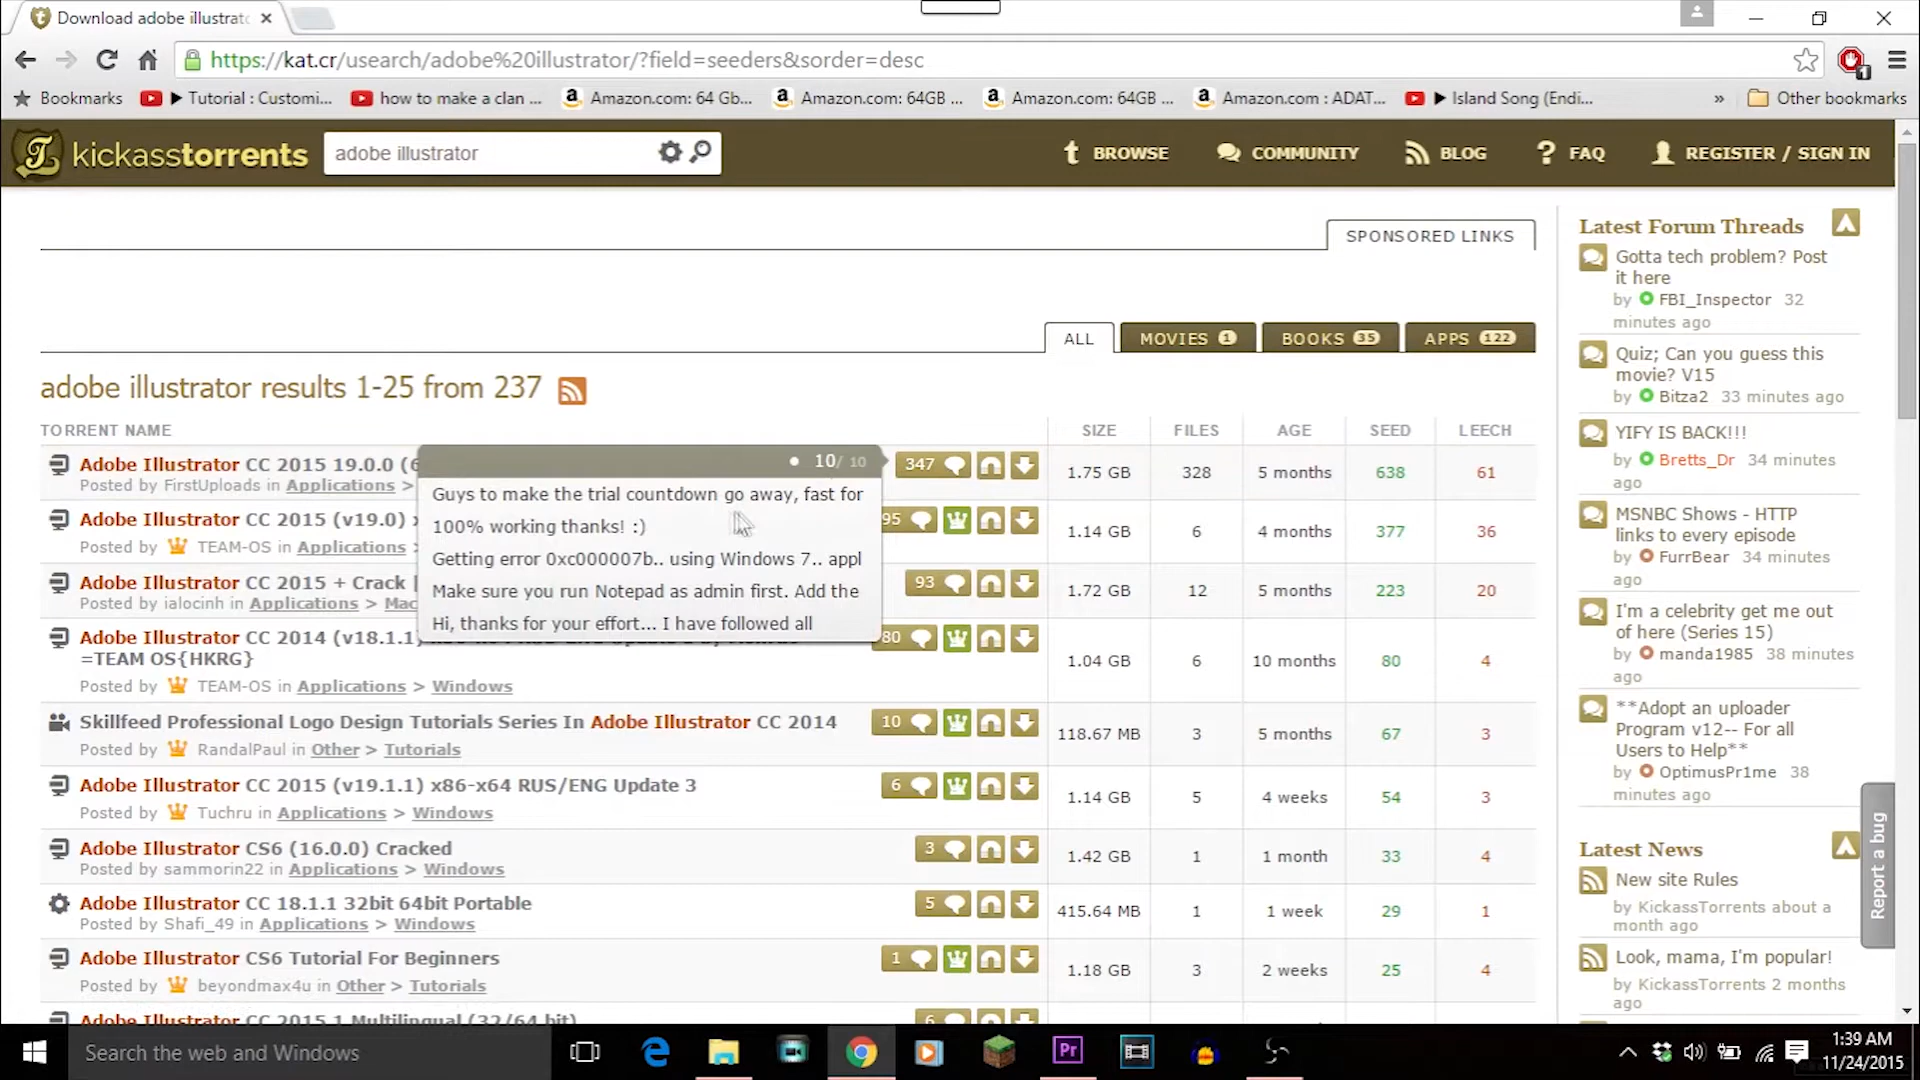 Download adobe illustrato
https://kat.cr/usearch/adobe%20illustrator/?field=seeders&sorder=desc
1
Bookmarks
▶ Tutorial : Customi...
how to make a clan ...
Amazon.com: 64 Gb...
Amazon.com: 64GB ...
Amazon.com: 64GB ...
Amazon.com : ADAT...
▶ Island Song (Endi...
»
Other bookmarks
kickasstorrents
adobe illustrator
BROWSE
COMMUNITY
BLOG
? FAQ
REGISTER / SIGN IN
SPONSORED LINKS
ALL
MOVIES 1
BOOKS 35
APPS 122
adobe illustrator results 1-25 from 237
TORRENT NAME SIZE FILES AGE SEED LEECH
Adobe Illustrator CC 2015 19.0.0 (6
347 1.75 GB 328 5 months 638 61
Posted by FirstUploads in Applications >
10/ 10
Guys to make the trial countdown go away, fast for
100% working thanks! :)
Getting error 0xc000007b.. using Windows 7.. appl
Make sure you run Notepad as admin first. Add the
Hi, thanks for your effort... I have followed all
Adobe Illustrator CC 2015 (v19.0)
95 1.14 GB 6 4 months 377 36
Posted by TEAM-OS in Applications
Adobe Illustrator CC 2015 + Crack
93 1.72 GB 12 5 months 223 20
Posted by ialocinh in Applications > Mac
Adobe Illustrator CC 2014 (v18.1.1)
=TEAM OS{HKRG}
80 1.04 GB 6 10 months 80 4
Posted by TEAM-OS in Applications > Windows
Skillfeed Professional Logo Design Tutorials Series In Adobe Illustrator CC 2014
10 118.67 MB 3 5 months 67 3
Posted by RandalPaul in Other > Tutorials
Adobe Illustrator CC 2015 (v19.1.1) x86-x64 RUS/ENG Update 3
6 1.14 GB 5 4 weeks 54 3
Posted by Tuchru in Applications > Windows
Adobe Illustrator CS6 (16.0.0) Cracked
3 1.42 GB 1 1 month 33 4
Posted by sammorin22 in Applications > Windows
Adobe Illustrator CC 18.1.1 32bit 64bit Portable
5 415.64 MB 1 1 week 29 1
Posted by Shafi_49 in Applications > Windows
Adobe Illustrator CS6 Tutorial For Beginners
1 1.18 GB 3 2 weeks 25 4
Posted by beyondmax4u in Other > Tutorials
Adobe Illustrator CC 2015.1 Multilingual (32/64 bit)
6
Latest Forum Threads
Gotta tech problem? Post
it here
by FBI_Inspector 32
minutes ago
Quiz; Can you guess this
movie? V15
by Bitza2 33 minutes ago
YIFY IS BACK!!!
by Bretts_Dr 34 minutes
ago
MSNBC Shows - HTTP
links to every episode
by FurrBear 34 minutes
ago
I'm a celebrity get me out
of here (Series 15)
by manda1985 38 minutes
ago
**Adopt an uploader
Program v12-- For all
Users to Help**
by OptimusPr1me 38
minutes ago
Latest News
New site Rules
by KickassTorrents about a
month ago
Look, mama, I'm popular!
by KickassTorrents 2 months
ago
Report a bug
Search the web and Windows
Pr
1:39 AM
11/24/2015